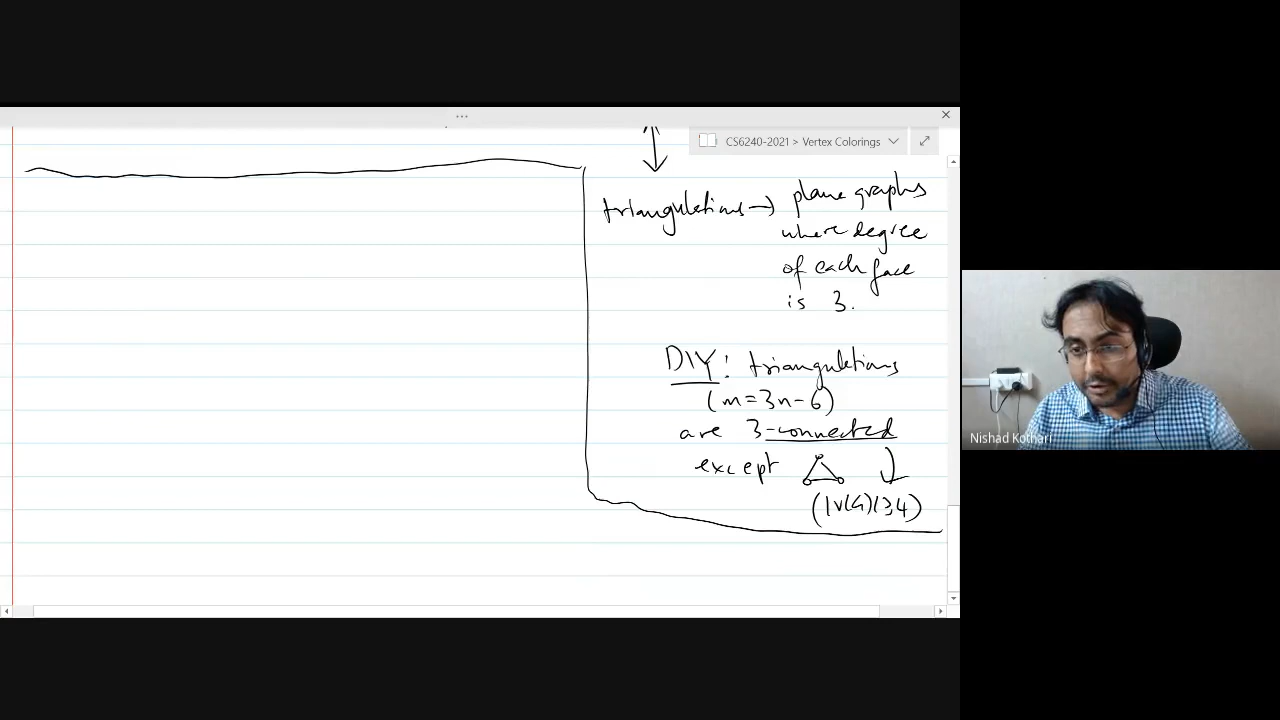 CS6240-2021 > Vertex Colorings
triangulations → plane graphs
where degree
of each face
is 3.
DIY: triangulations
(m=3n-6)
are 3-connected
except
(|V(G)|≥4)
Nishad Kothari